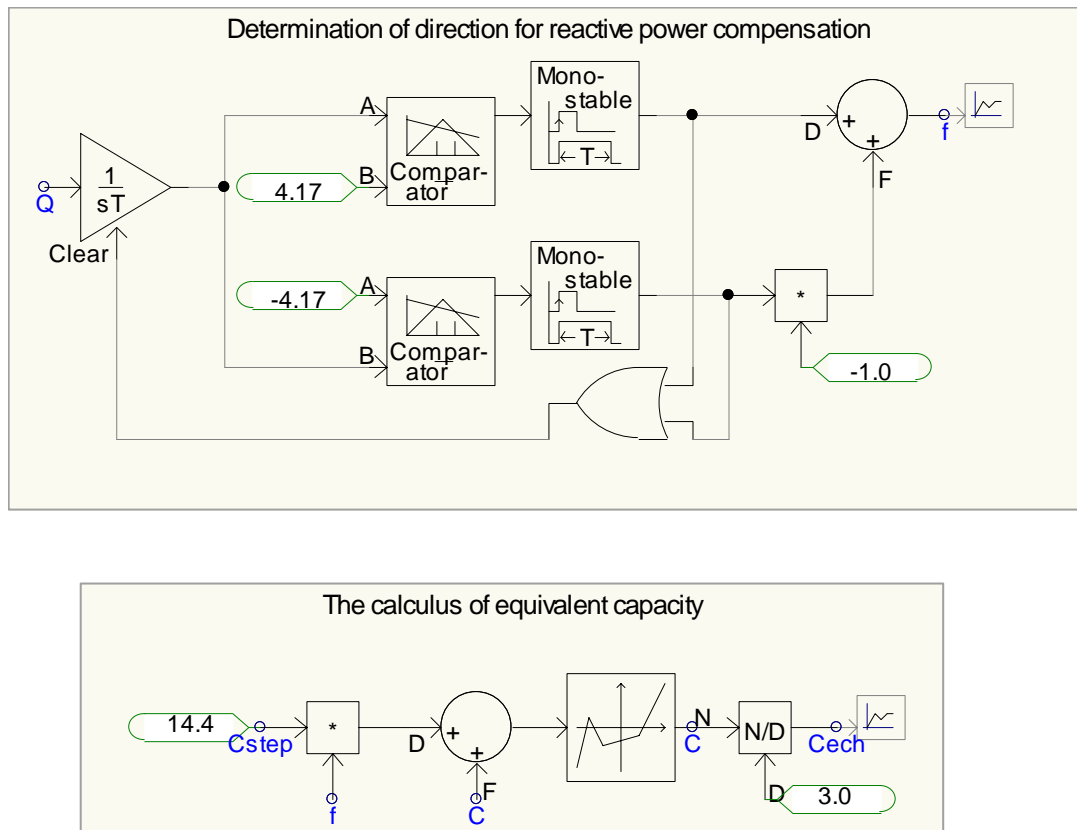 Determination of direction for reactive power compensation
Mono-
stable
T
A
Compar-
ator
B
4.17
D
+
+
f
F
1
sT
Q
Clear
Mono-
stable
T
A
-4.17
Compar-
ator
B
*
-1.0
The calculus of equivalent capacity
14.4
Cstep
*
f
D
+
+
F
C
N
C
N/D
D
Cech
3.0